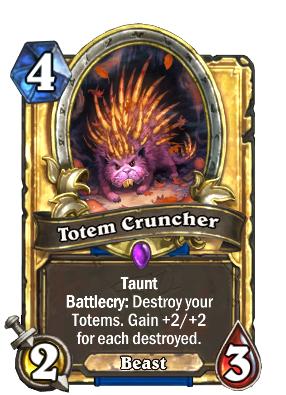 4
Totem Cruncher
Taunt
Battlecry: Destroy your
Totems. Gain +2/+2
for each destroyed.
2
Beast
3